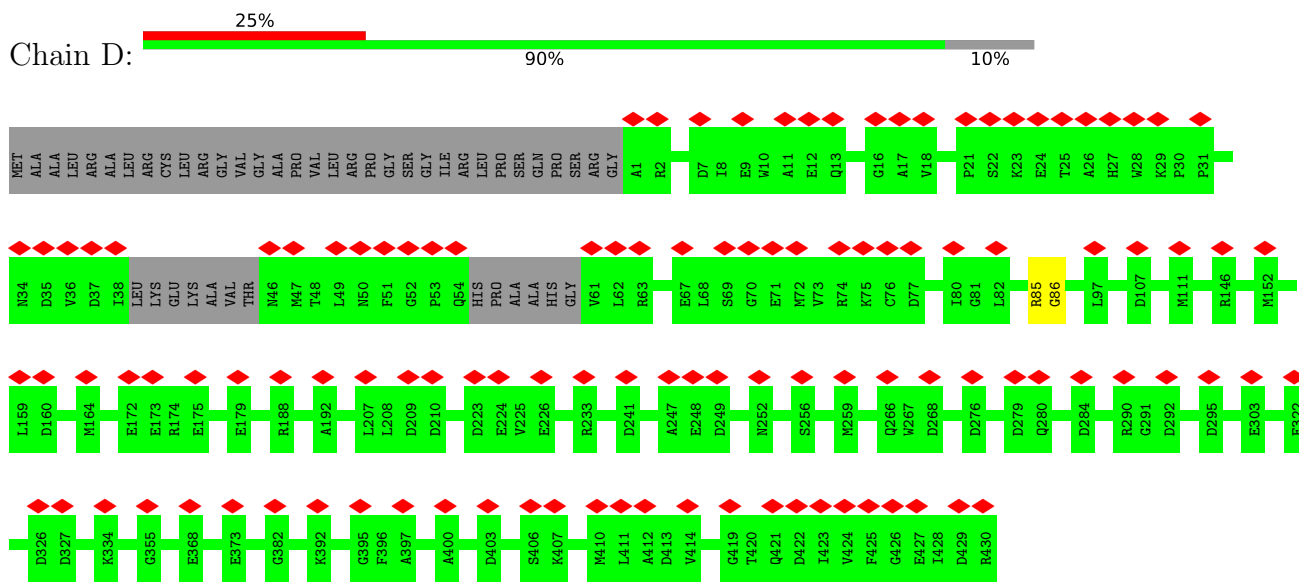 25%
Chain D:
90% 10%
MET ALA ALA LEU ARG ALA LEU ARG CYS LEU ARG GLY VAL GLY ALA PRO VAL LEU ARG PRO GLY SER GLY ILE ARG LEU PRO SER GLN PRO SER ARG GLY A1 R2 D7 I8 E9 W10 A11 E12 Q13 G16 A17 V18 P21 S22 K23 E24 T25 A26 H27 W28 K29 P30 P31
N34 D35 V36 D37 I38 LEU LYS GLU LYS ALA VAL THR N46 M47 T48 L49 N50 F51 G52 P53 Q54 HIS PRO ALA ALA HIS GLY V61 L62 R63 E67 L68 S69 G70 E71 M72 V73 R74 K75 C76 D77 I80 G81 L82 R85 G86 L97 D107 M111 R146 M152
L159 D160 M164 E172 E173 R174 E175 E179 R188 A192 L207 L208 D209 D210 D223 E224 V225 E226 R233 D241 A247 E248 D249 N252 S256 M259 Q266 W267 D268 D276 D279 Q280 D284 R290 G291 D292 D295 E303
D326 D327 K334 G355 E368 E373 G382 K392 G395 F396 A397 A400 D403 S406 K407 M410 L411 A412 D413 V414 G419 T420 Q421 D422 I423 V424 F425 G426 E427 I428 D429 R430